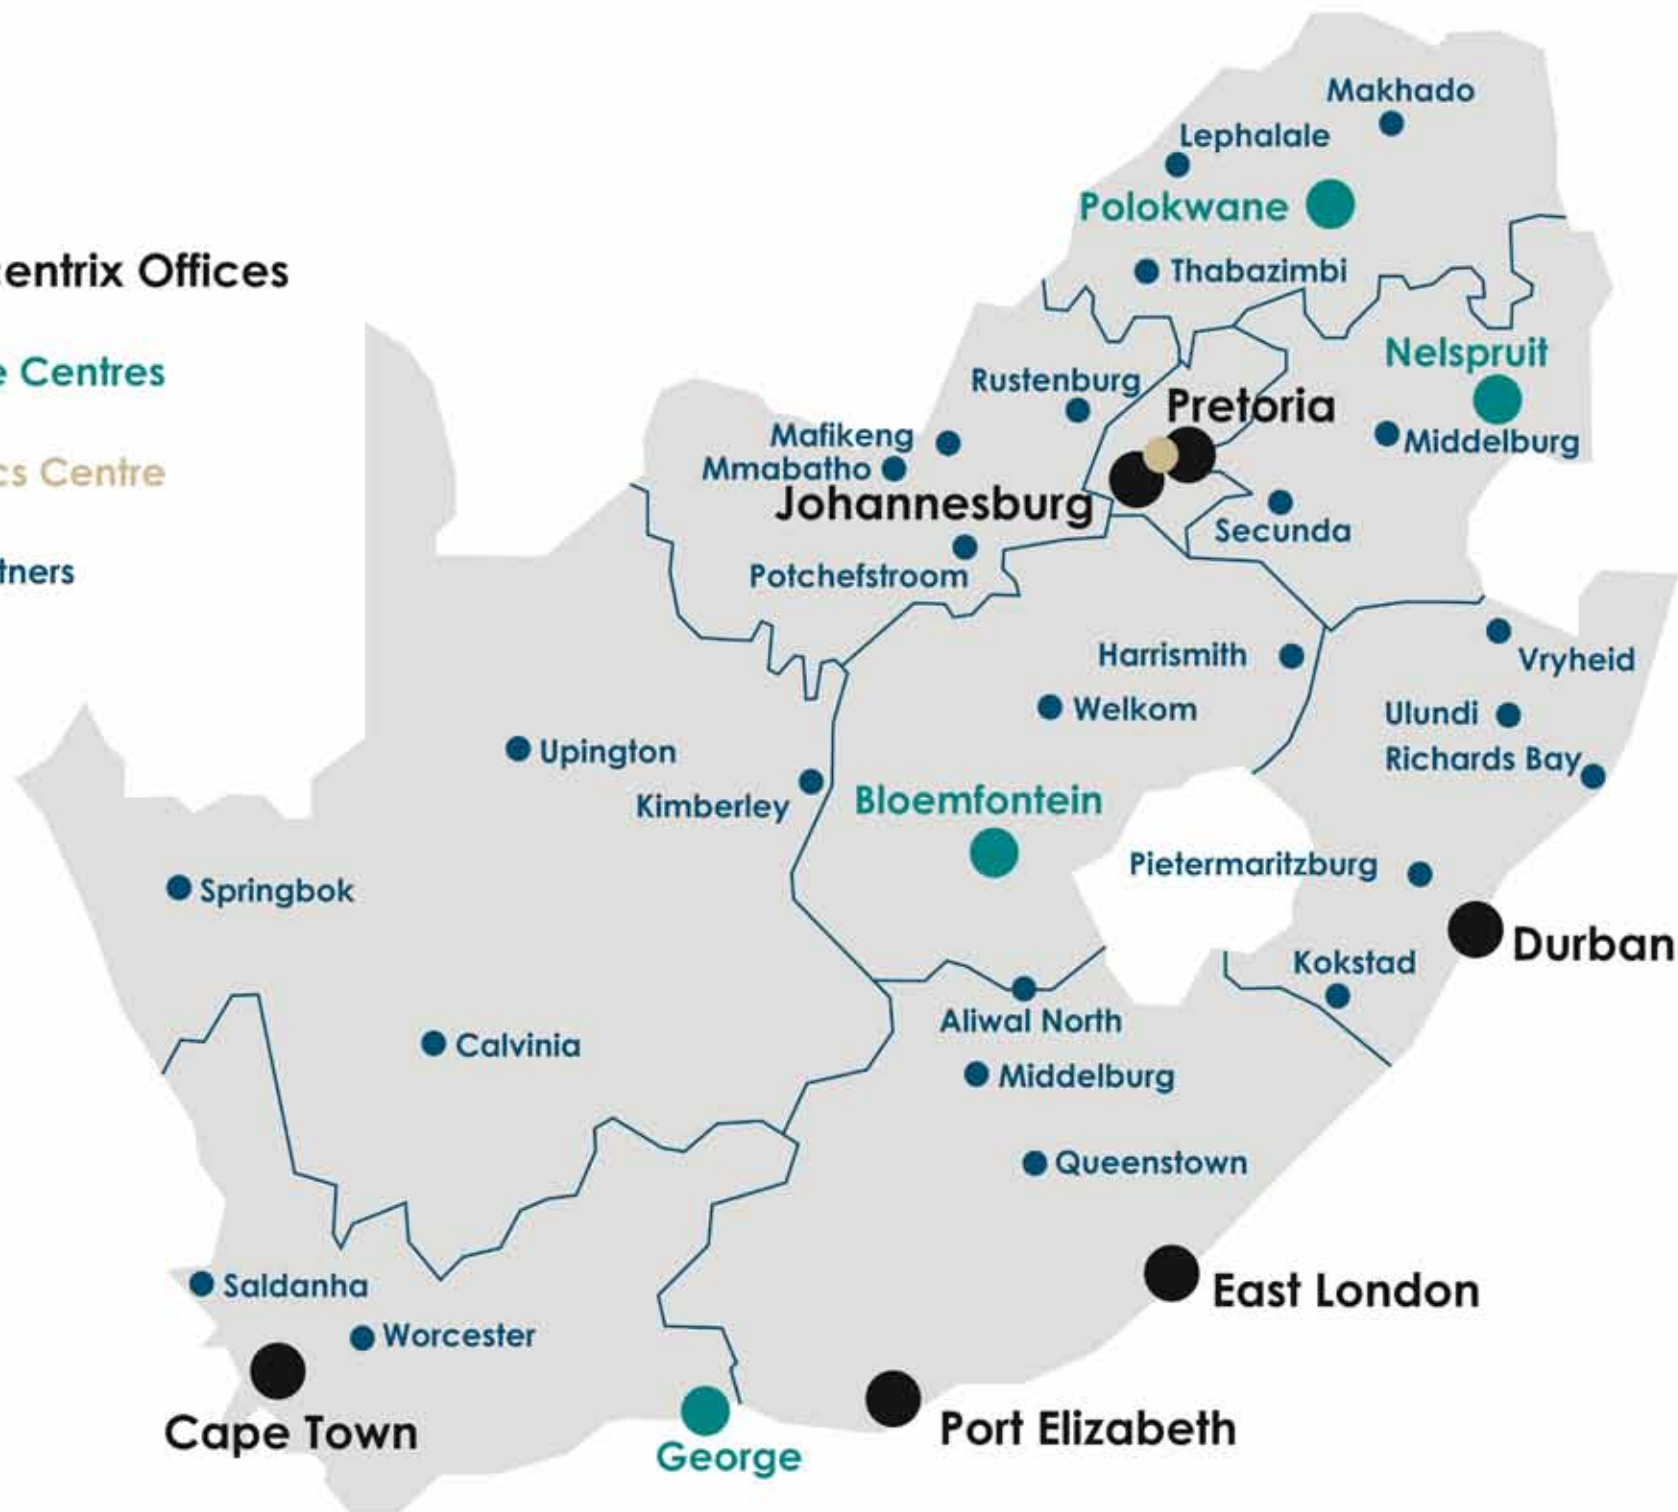 Makhado
Lephalale
Polokwane
entrix Offices
Thabazimbi
Centres
Nelspruit
Rustenburg
Pretoria
Mafikeng
Middelburg
Mmabatho
cs Centre
Johannesburg
Secunda
tners
Potchefstroom
Harrismith
Vryheid
Welkom
Ulundi
Upington
Richards Bay
Kimberley
Bloemfontein
Pietermaritzburg
Springbok
Durban
Kokstad
Aliwal North
Calvinia
Middelburg
Queenstown
Saldanha
East London
Worcester
Cape Town
Port Elizabeth
George